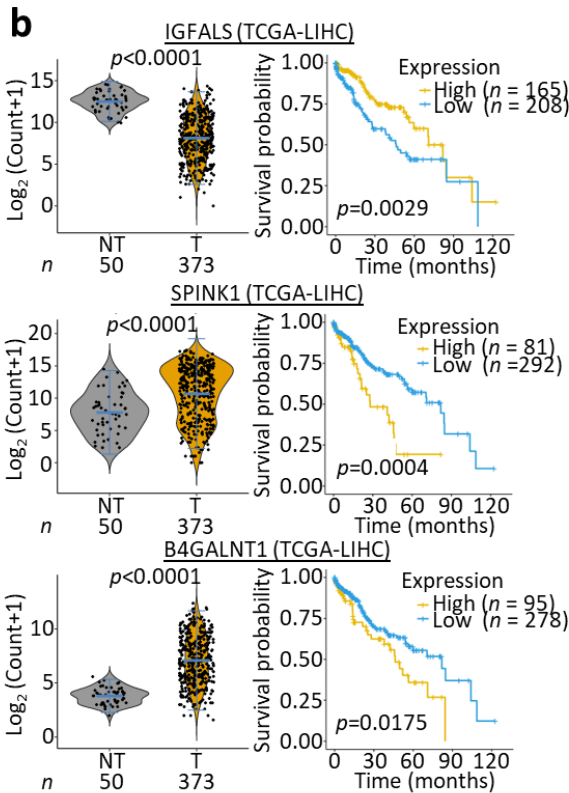 b
IGFALS (TCGA-LIHC)
p<0.0001
Log2 (Count+1)
15
10
5
0
NT T
n 50 373
Survival probability
1.00
0.75
0.50
0.25
0.00
Expression
High (n = 165)
Low (n = 208)
p=0.0029
0 30 60 90 120
Time (months)
SPINK1 (TCGA-LIHC)
p<0.0001
Log2 (Count+1)
20
15
10
5
0
NT T
n 50 373
Survival probability
1.00
0.75
0.50
0.25
0.00
Expression
High (n = 81)
Low (n =292)
p=0.0004
0 30 60 90 120
Time (months)
B4GALNT1 (TCGA-LIHC)
p<0.0001
Log2 (Count+1)
10
5
0
NT T
n 50 373
Survival probability
1.00
0.75
0.50
0.25
0.00
Expression
High (n = 95)
Low (n = 278)
p=0.0175
0 30 60 90 120
Time (months)